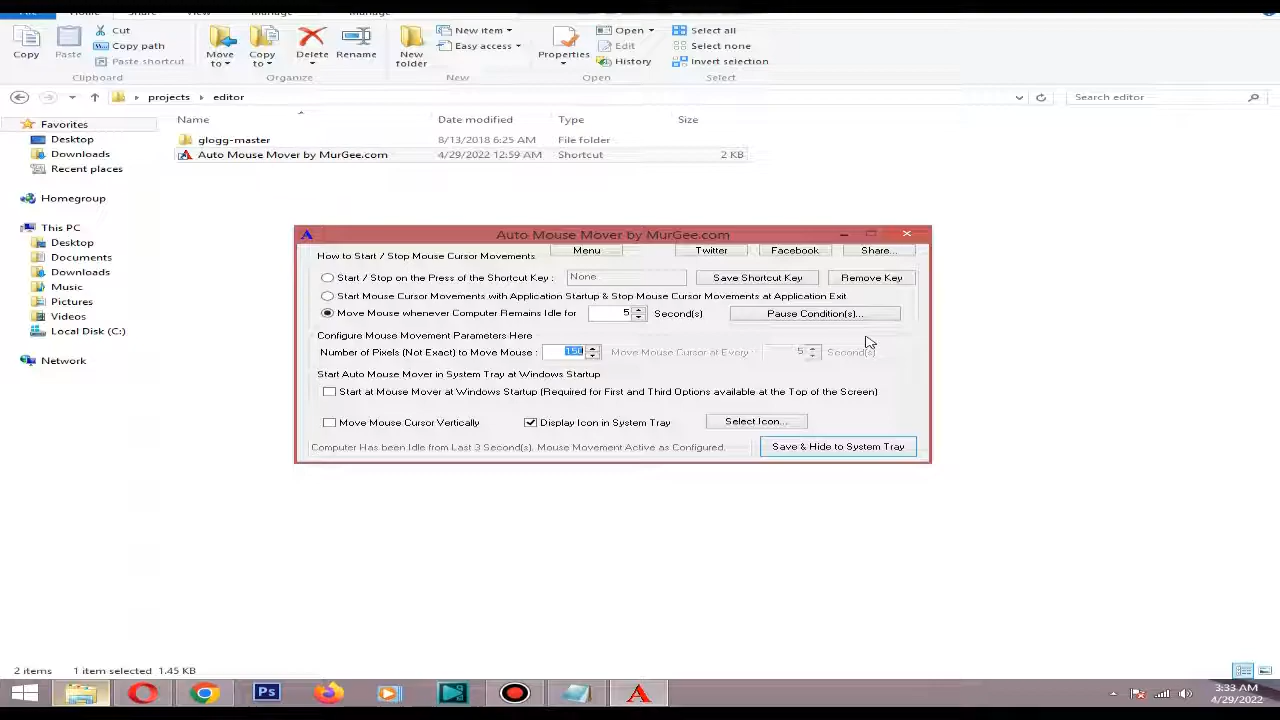 Cut
Copy path
Paste shortcut
Copy
Paste
Move to
Copy to
Delete
Rename
New folder
New item
Easy access
Properties
Open
Edit
History
Select all
Select none
Invert selection
Clipboard
Organize
New
Open
Select
projects
editor
Search editor
Name
Date modified
Type
Size
glogg-master
8/13/2018 6:25 AM
File folder
Auto Mouse Mover by MurGee.com
4/29/2022 12:59 AM
Shortcut
2 KB
Favorites
Desktop
Downloads
Recent places
Homegroup
This PC
Desktop
Documents
Downloads
Music
Pictures
Videos
Local Disk (C:)
Network
Auto Mouse Mover by MurGee.com
How to Start / Stop Mouse Cursor Movements
Menu
Twitter
Facebook
Share...
Start / Stop on the Press of the Shortcut Key :
None
Save Shortcut Key
Remove Key
Start Mouse Cursor Movements with Application Startup & Stop Mouse Cursor Movements at Application Exit
Move Mouse whenever Computer Remains Idle for
5
Second(s)
Pause Condition(s)...
Configure Mouse Movement Parameters Here
Number of Pixels (Not Exact) to Move Mouse :
150
Move Mouse Cursor at Every
5
Second(s)
Start Auto Mouse Mover in System Tray at Windows Startup
Start at Mouse Mover at Windows Startup (Required for First and Third Options available at the Top of the Screen)
Move Mouse Cursor Vertically
Display Icon in System Tray
Select Icon...
Computer Has been Idle from Last 3 Second(s). Mouse Movement Active as Configured.
Save & Hide to System Tray
2 items
1 item selected 1.45 KB
Ps
3:33 AM
4/29/2022